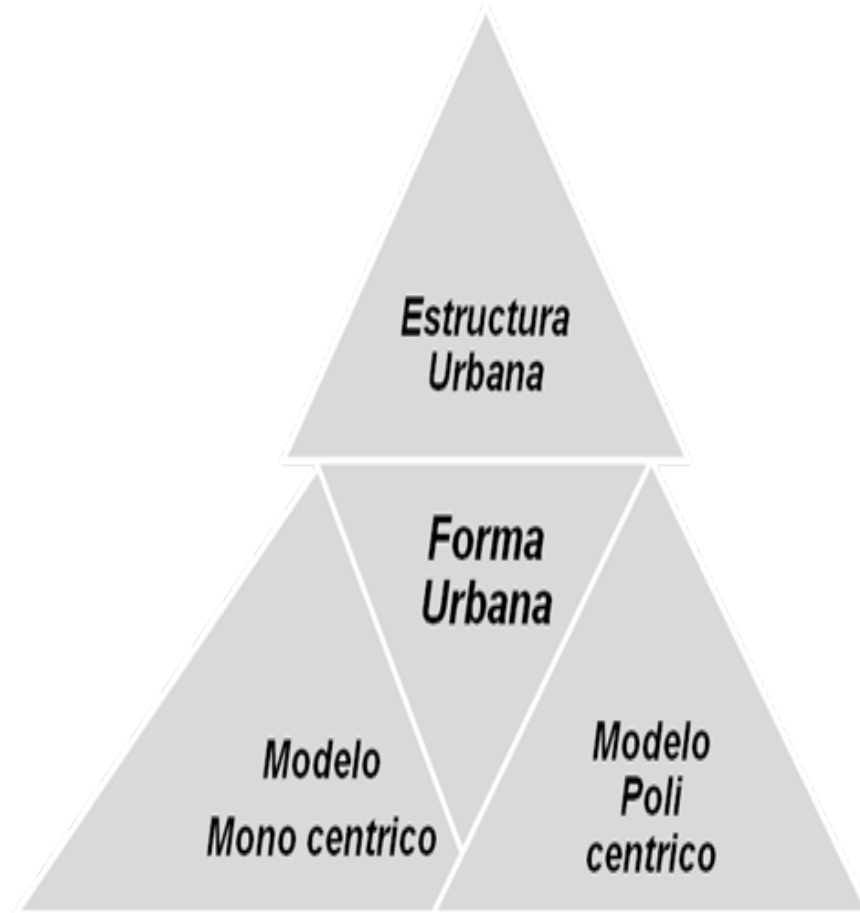 Estructura
Urbana
Forma
Urbana
Modelo
Mono centrico
Modelo
Poli
centrico